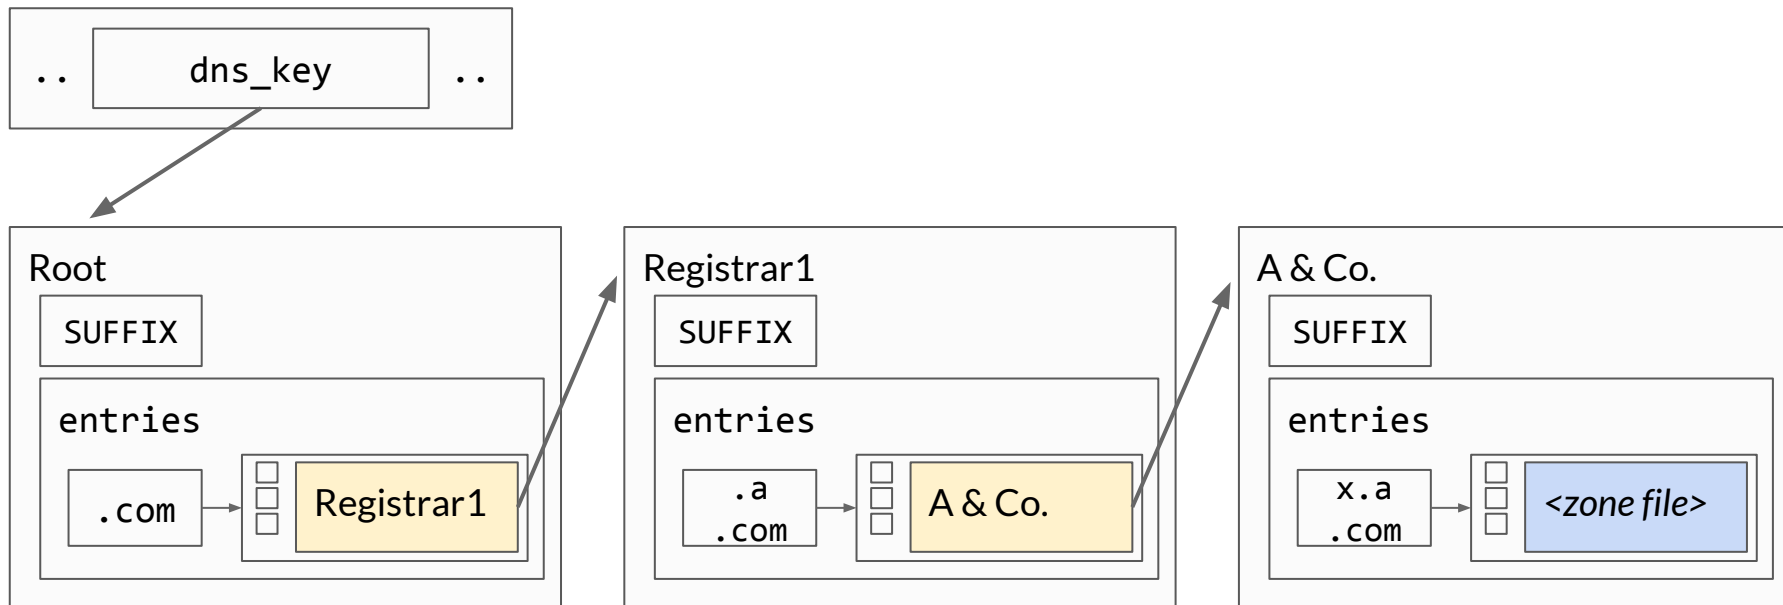 .. dns_key ..
Root
SUFFIX
entries
.com
Registrar1
Registrar1
SUFFIX
entries
.a
.com
A & Co.
A & Co.
SUFFIX
entries
x.a
.com
<zone file>